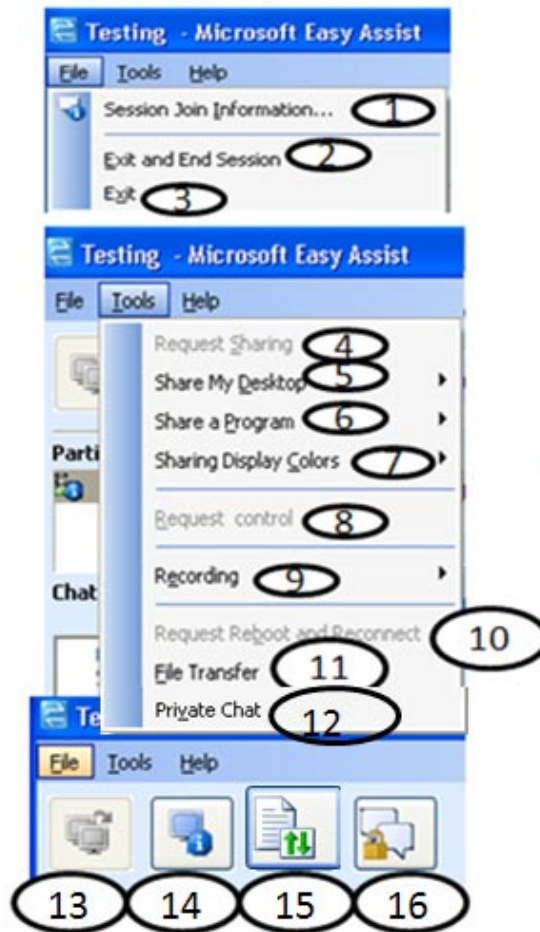 Testing - Microsoft Easy Assist
File Tools Help
Session Join Information... 1
Exit and End Session 2
Exit 3
Testing - Microsoft Easy Assist
File Tools Help
Request Sharing 4
Share My Desktop 5
Share a Program 6
Parti
Sharing Display Colors 7
Request control 8
Recording 9
Chat
Request Reboot and Reconnect 10
File Transfer 11
Private Chat 12
Te
File Tools Help
13 14 15 16